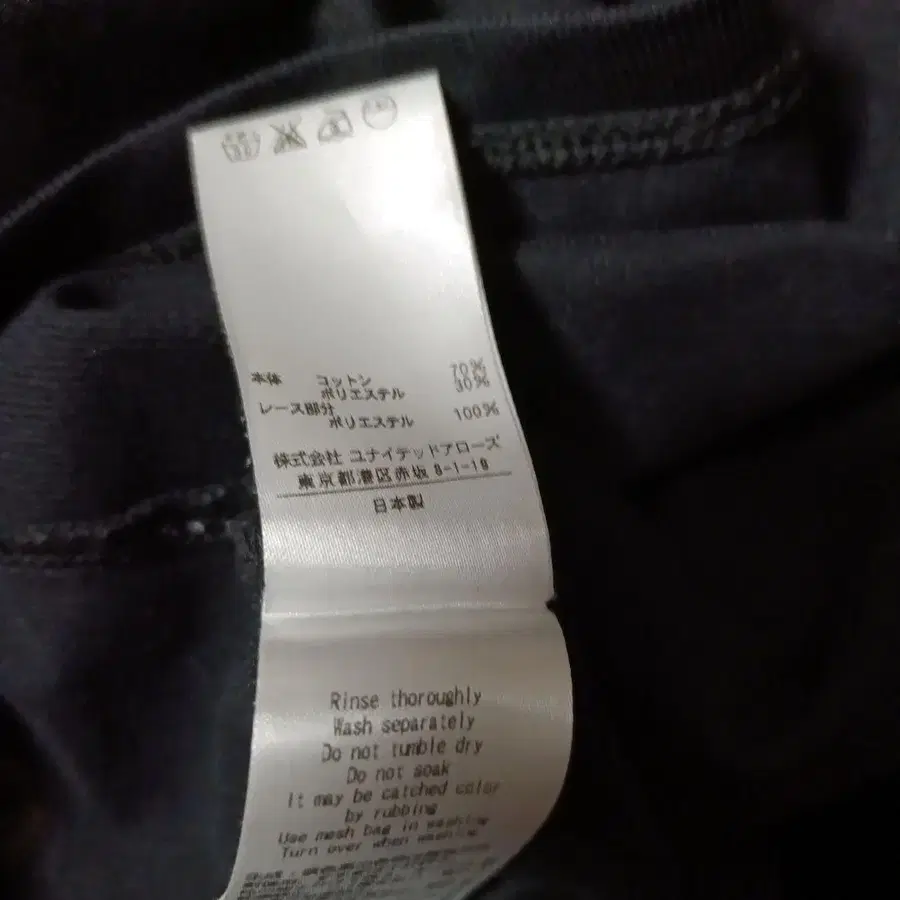 本体 コットン 70%
ポリエステル 30%
レース部分
ポリエステル 100%
株式会社 ユナイテッドアローズ
東京都港区赤坂 8-1-19
日本製
Rinse thoroughly
Wash separately
Do not tumble dry
Do not soak
It may be catched color
by rubbing
Use mesh bag in washing
Turn over when washing